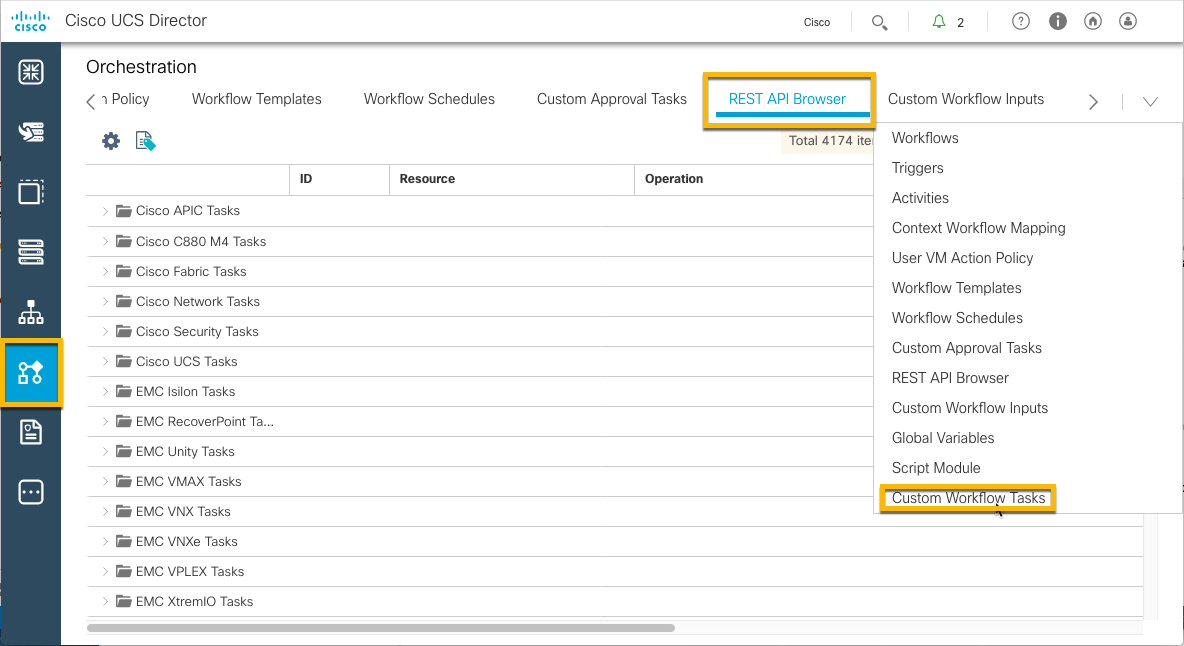 cisco Cisco UCS Director Cisco 2
Orchestration
n Policy Workflow Templates Workflow Schedules Custom Approval Tasks REST API Browser Custom Workflow Inputs
Total 4174 ite
ID Resource Operation
Cisco APIC Tasks
Cisco C880 M4 Tasks
Cisco Fabric Tasks
Cisco Network Tasks
Cisco Security Tasks
Cisco UCS Tasks
EMC Isilon Tasks
EMC RecoverPoint Ta...
EMC Unity Tasks
EMC VMAX Tasks
EMC VNX Tasks
EMC VNXe Tasks
EMC VPLEX Tasks
EMC XtremIO Tasks
Workflows
Triggers
Activities
Context Workflow Mapping
User VM Action Policy
Workflow Templates
Workflow Schedules
Custom Approval Tasks
REST API Browser
Custom Workflow Inputs
Global Variables
Script Module
Custom Workflow Tasks